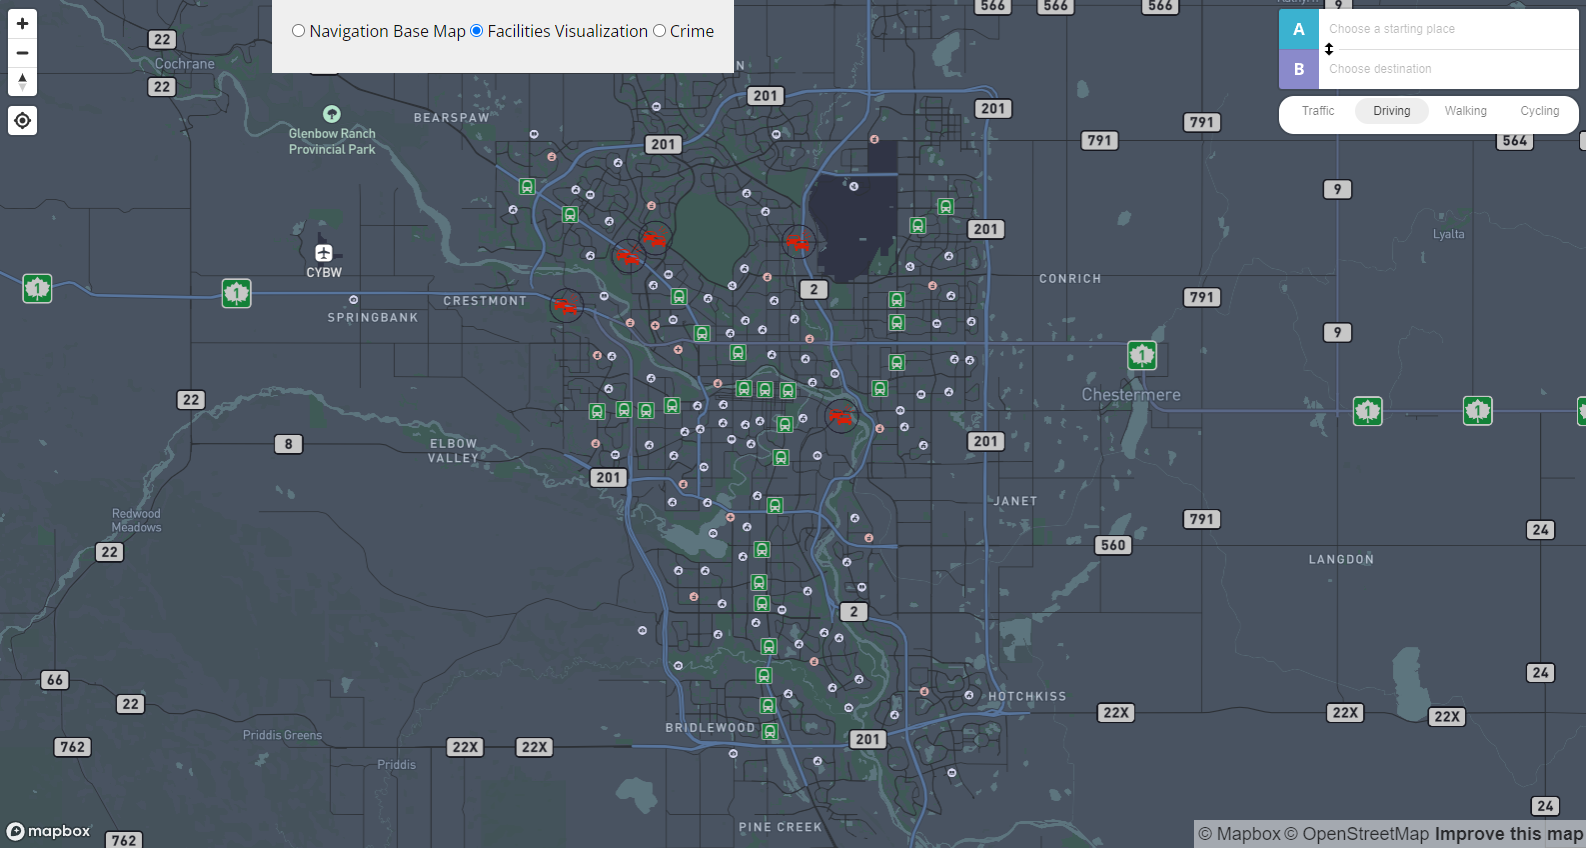 566
566
566
9
Navigation Base Map Facilities Visualization Crime
A Choose a starting place
B Choose destination
Traffic Driving Walking Cycling
22
Cochrane
22
N
201
201
791
791
564
BEARSPAW
Glenbow Ranch
Provincial Park
201
9
201
Lyalta
CYBW
1
1
CRESTMONT
SPRINGBANK
2
CONRICH
791
9
1
Chestermere
22
1
1
8
ELBOW
VALLEY
201
201
JANET
Redwood
Meadows
791
24
22
560
LANGDON
2
66
24
22
HOTCHKISS
22X
22X
22X
BRIDLEWOOD
201
Priddis Greens
762
22X
22X
Priddis
24
PINE CREEK
mapbox
762
© Mapbox © OpenStreetMap Improve this map